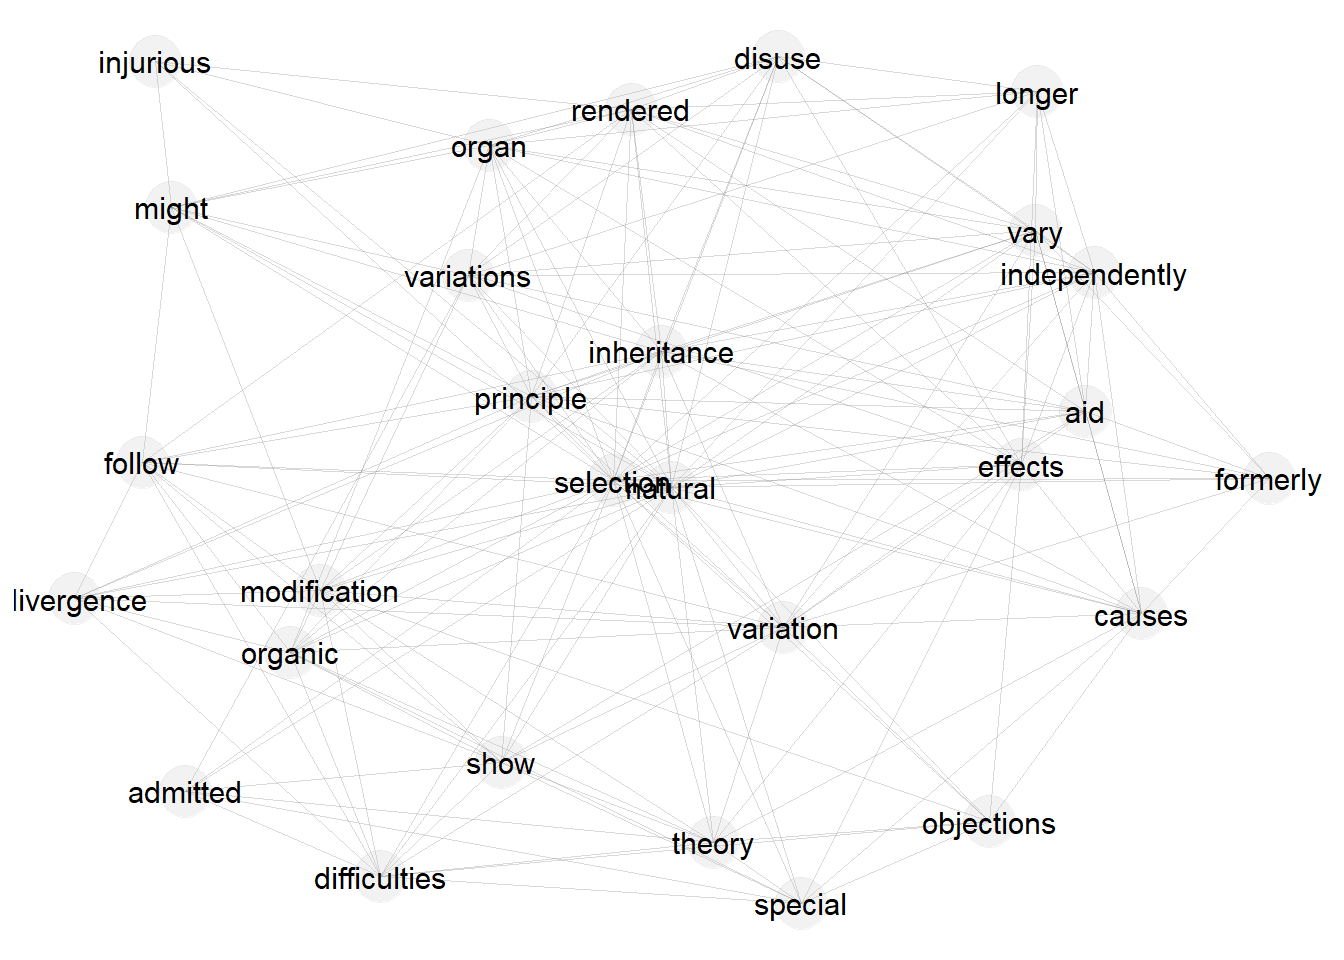 injurious
disuse
longer
rendered
organ
might
vary
variations
independently
inheritance
principle
aid
follow
effects
selection
natural
formerly
modification
livergence
causes
variation
organic
show
admitted
objections
theory
difficulties
special